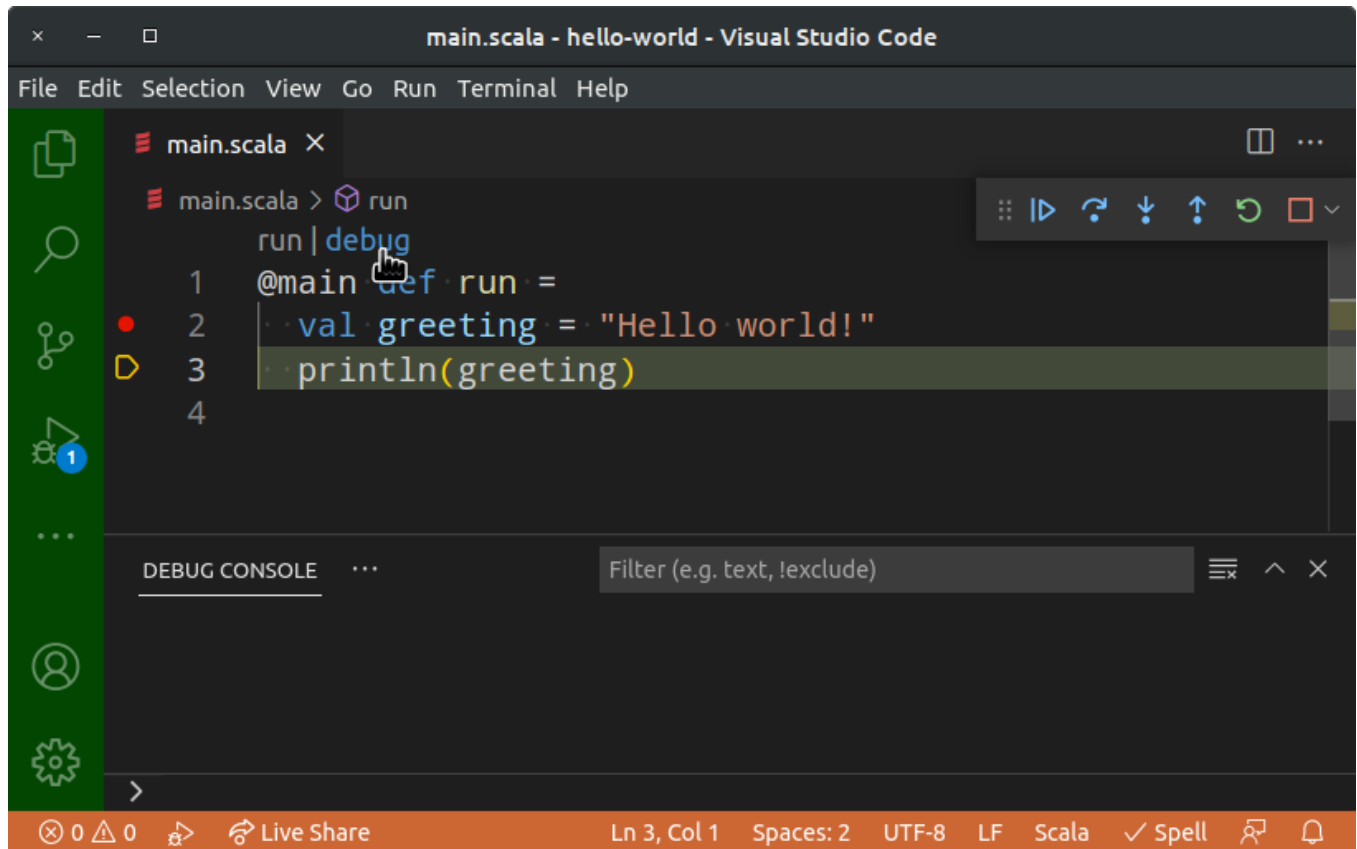 main.scala - hello-world - Visual Studio Code
File Edit Selection View Go Run Terminal Help
main.scala
main.scala > run
run | debug
1 @main def run =
2 val greeting = "Hello world!"
3 println(greeting)
4
1
DEBUG CONSOLE
Filter (e.g. text, !exclude)
>
0 0 Live Share Ln 3, Col 1 Spaces: 2 UTF-8 LF Scala Spell